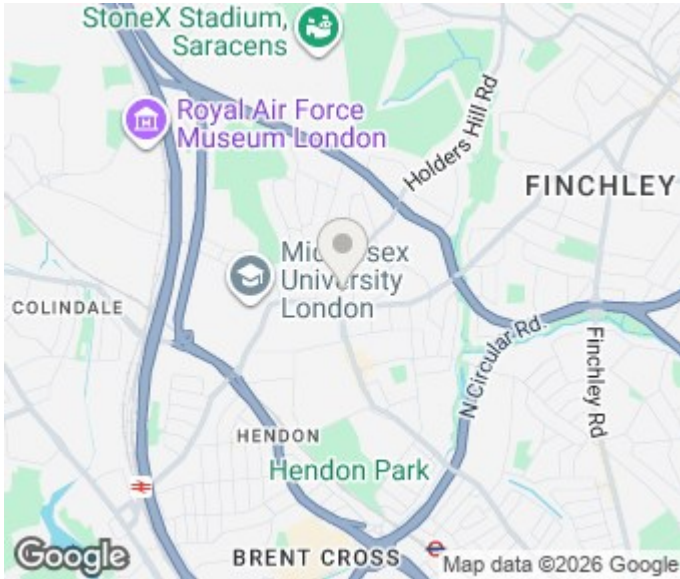 StoneX Stadium,
Saracens
Royal Air Force
Museum London
Holders Hill Rd
FINCHLEY
University
London
COLINDALE
N Circular Rd.
Finchley Rd
HENDON
Hendon Park
BRENT CROSS
Google
Map data ©2026 Google